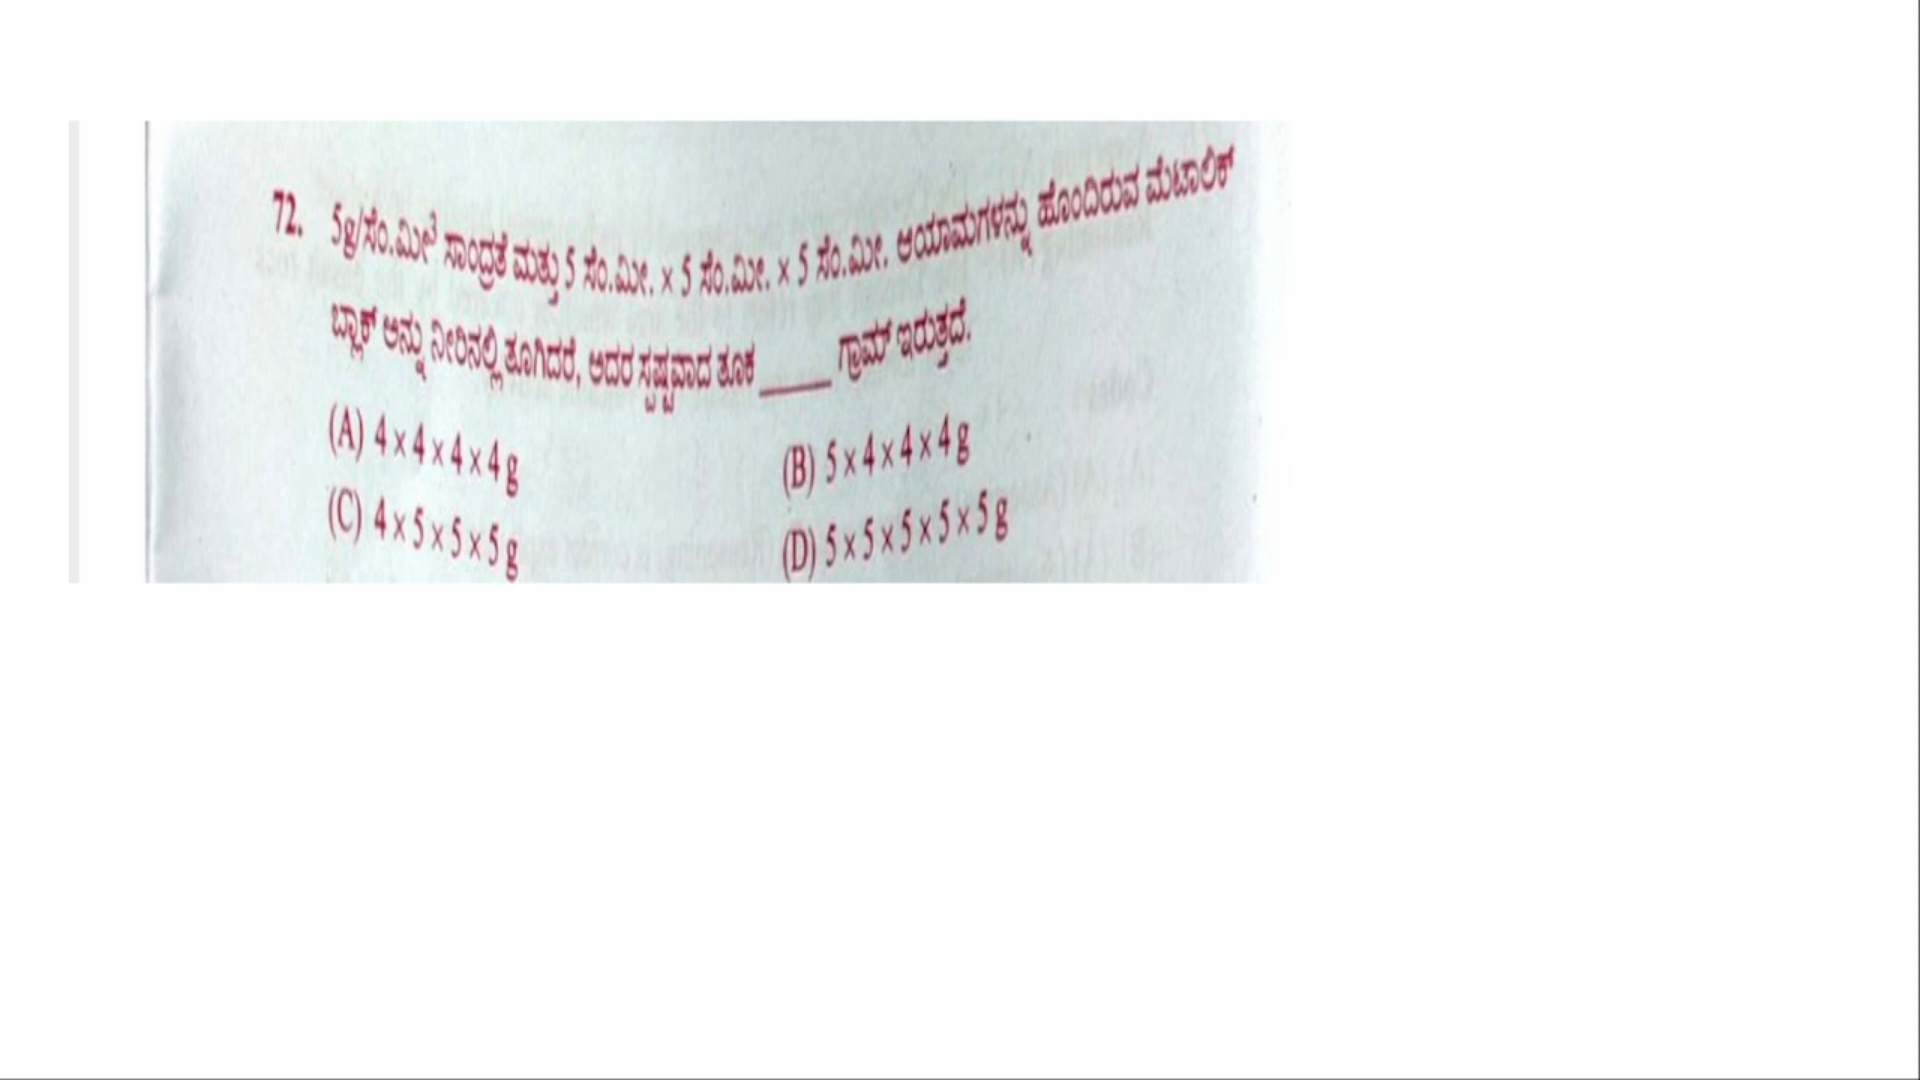 72. 5g/ಸೆಂ.ಮೀ³ ಸಾಂದ್ರತೆ ಮತ್ತು 5 ಸೆಂ.ಮೀ. × 5 ಸೆಂ.ಮೀ. × 5 ಸೆಂ.ಮೀ. ಆಯಾಮಗಳನ್ನು ಹೊಂದಿರುವ ಮೆಟಾಲಿಕ್
ಬ್ಲಾಕ್ ಅನ್ನು ನೀರಿನಲ್ಲಿ ತೂಗಿದರೆ, ಅದರ ಸ್ಪಷ್ಟವಾದ ತೂಕ _____ ಗ್ರಾಮ್ ಇರುತ್ತದೆ.
(A) 4 × 4 × 4 × 4 g (B) 5 × 4 × 4 × 4 g
(C) 4 × 5 × 5 × 5 g (D) 5 × 5 × 5 × 5 × 5 g